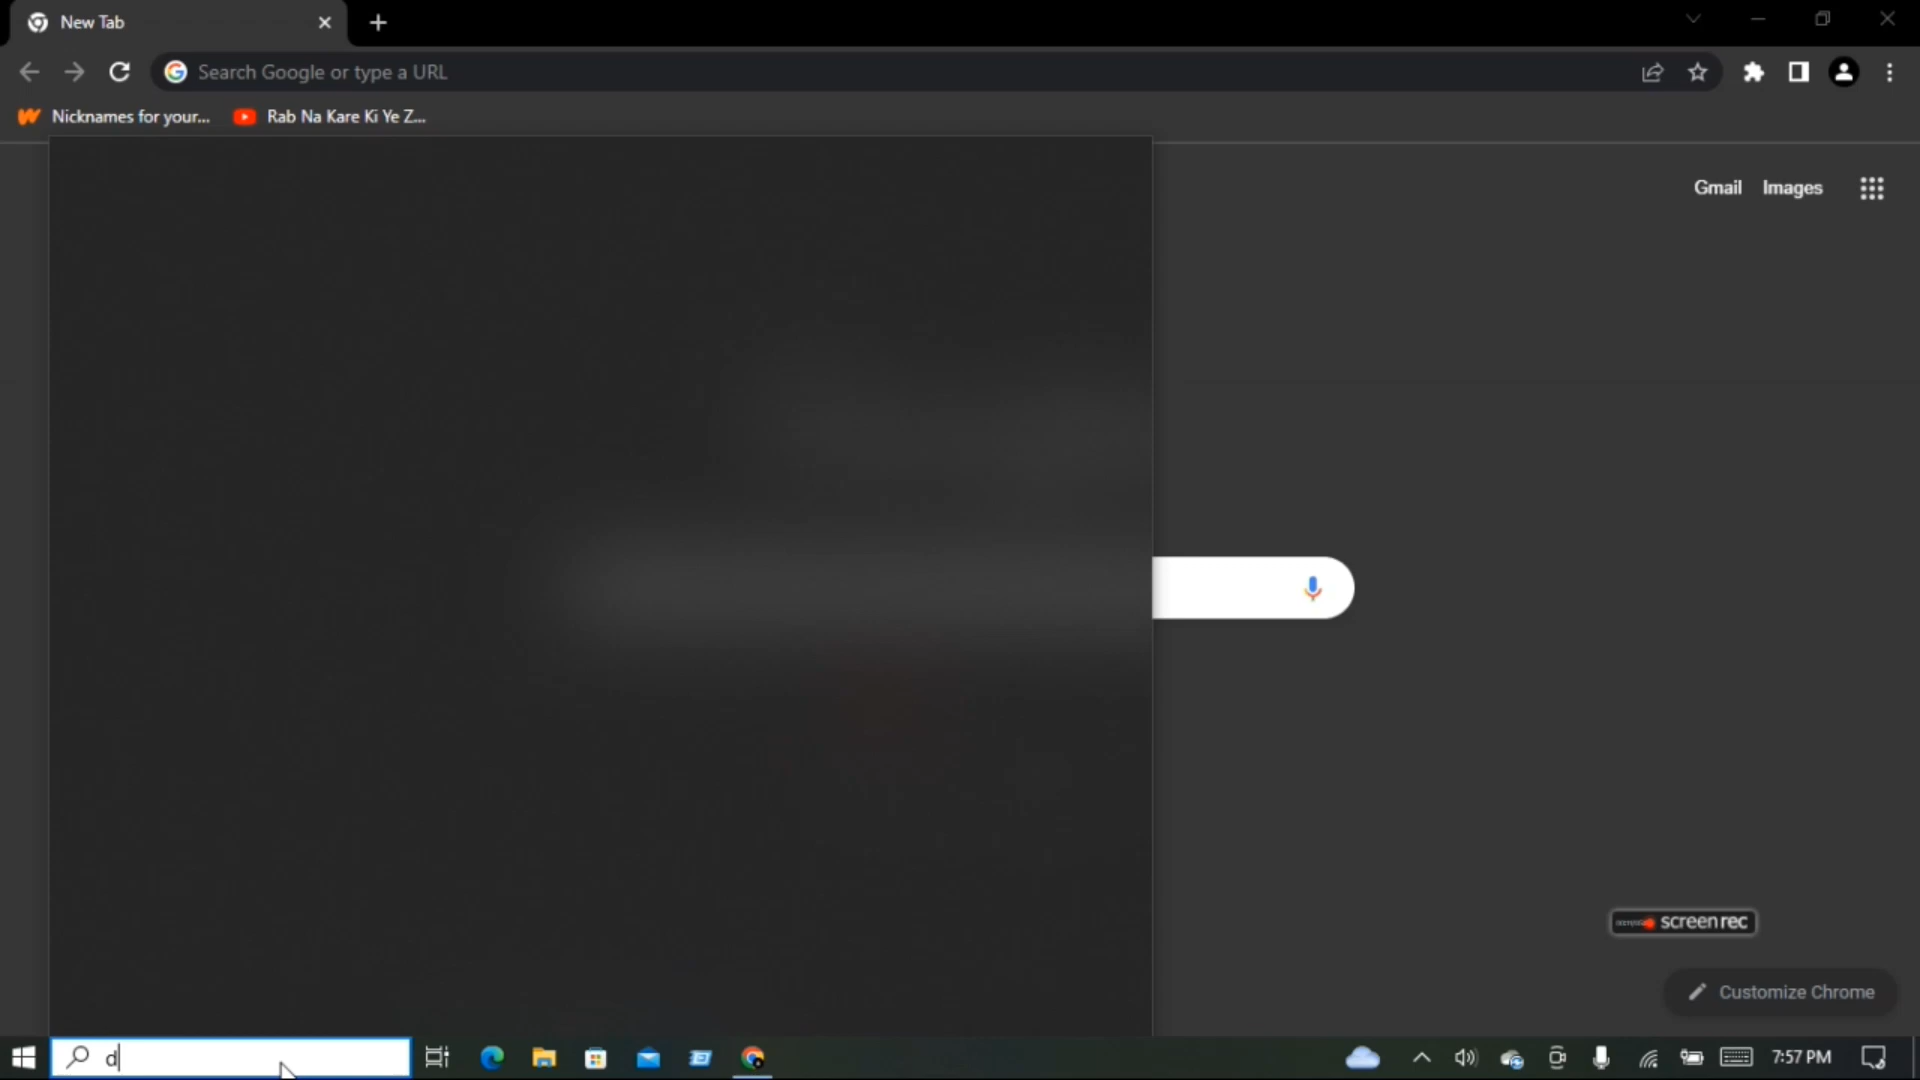 New Tab
Search Google or type a URL
Nicknames for your...
Rab Na Kare Ki Ye Z...
Gmail
Images
screenrec
Customize Chrome
d
7:57 PM